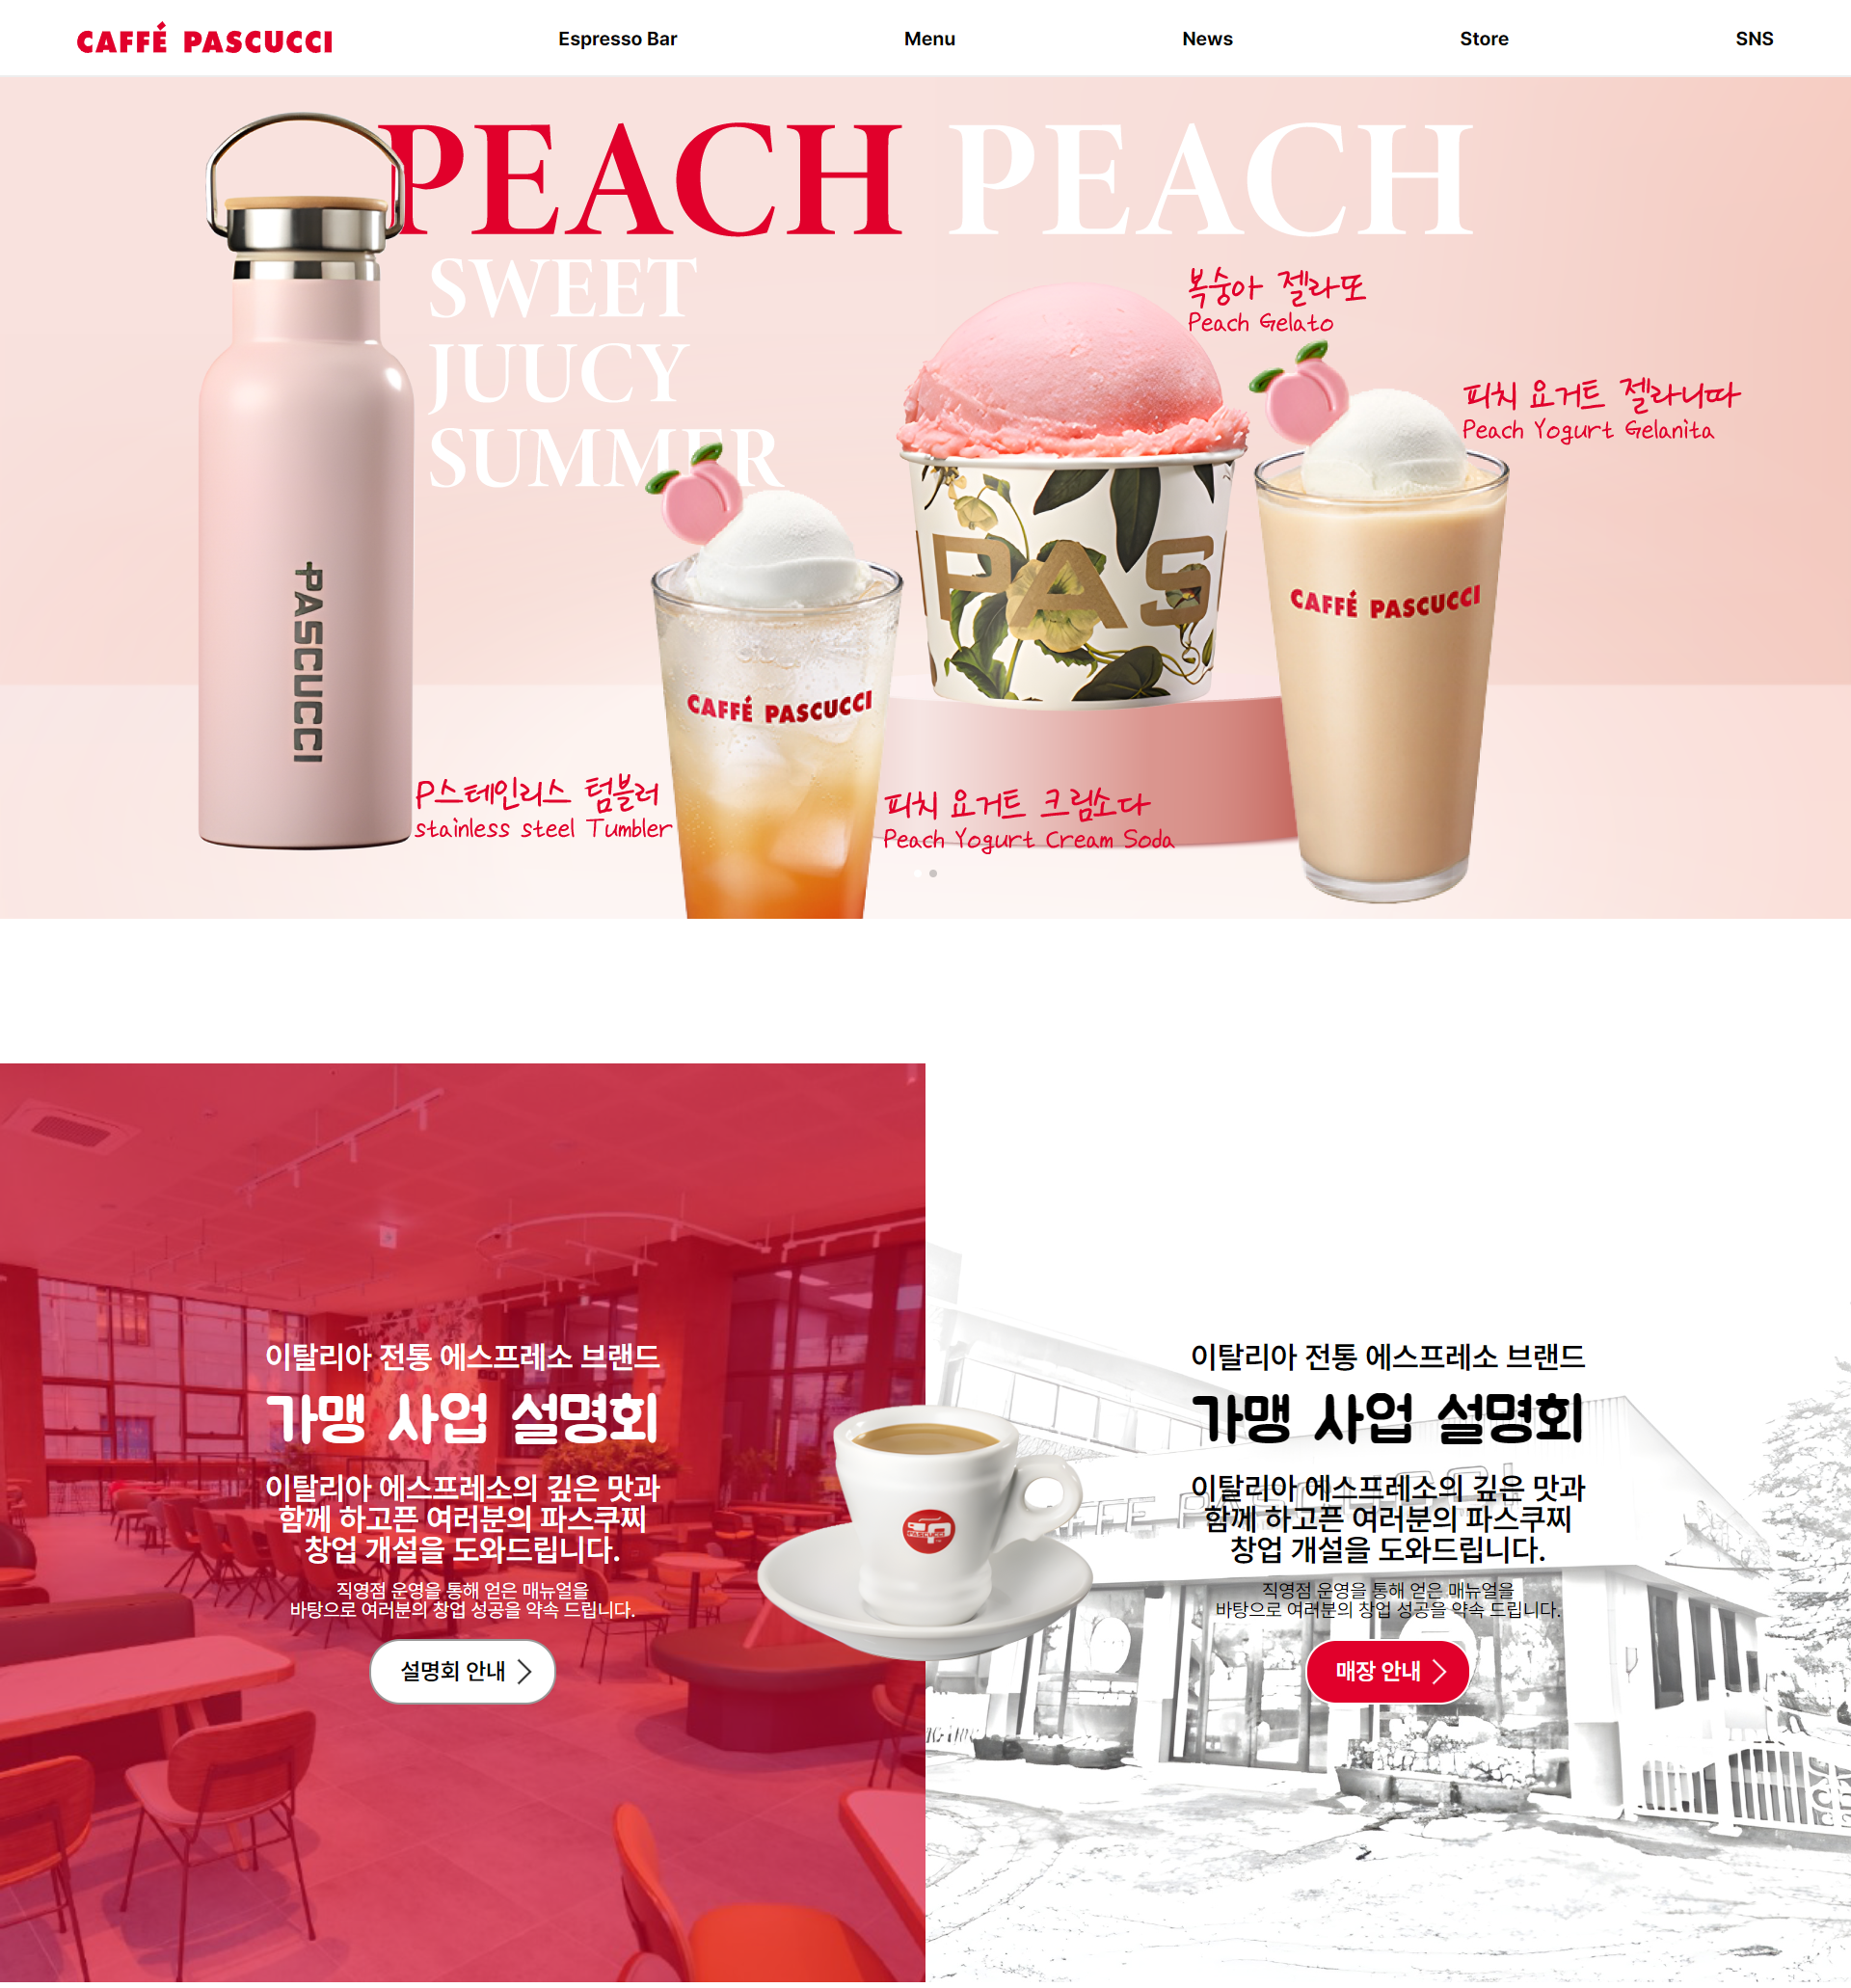 CAFFÉ PASCUCCI
Espresso Bar
Menu
News
Store
SNS
PEACH PEACH
SWEET
JUUCY
SUMMER
복숭아 젤라또
Peach Gelato
피치 요거트 젤라니따
Peach Yogurt Gelanita
PAS
CAFFÉ PASCUCCI
PASCUCCI
CAFFÉ PASCUCCI
P스테인리스 텀블러
stainless steel Tumbler
피치 요거트 크림소다
Peach Yogurt Cream Soda
이탈리아 전통 에스프레소 브랜드
가맹 사업 설명회
이탈리아 에스프레소의 깊은 맛과
함께 하고픈 여러분의 파스쿠찌
창업 개설을 도와드립니다.
직영점 운영을 통해 얻은 매뉴얼을
바탕으로 여러분의 창업 성공을 약속 드립니다.
설명회 안내
PASCUCCI
이탈리아 전통 에스프레소 브랜드
가맹 사업 설명회
이탈리아 에스프레소의 깊은 맛과
함께 하고픈 여러분의 파스쿠찌
창업 개설을 도와드립니다.
직영점 운영을 통해 얻은 매뉴얼을
바탕으로 여러분의 창업 성공을 약속 드립니다.
매장 안내